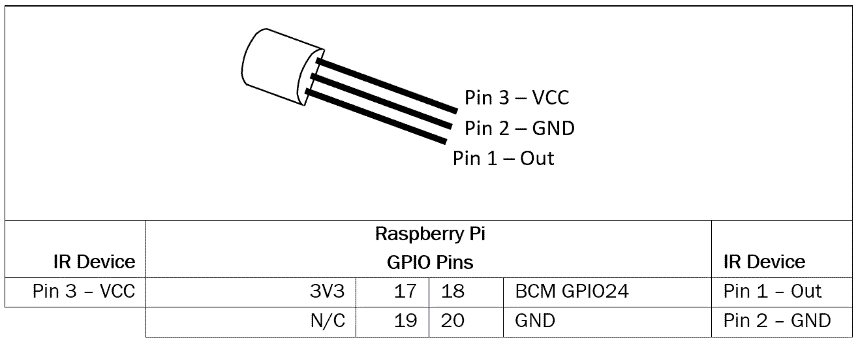 Pin 3 – VCC
Pin 2 – GND
Pin 1 – Out
Raspberry Pi
IR Device GPIO Pins IR Device
Pin 3 – VCC 3V3 17 18 BCM GPIO24 Pin 1 – Out
N/C 19 20 GND Pin 2 – GND